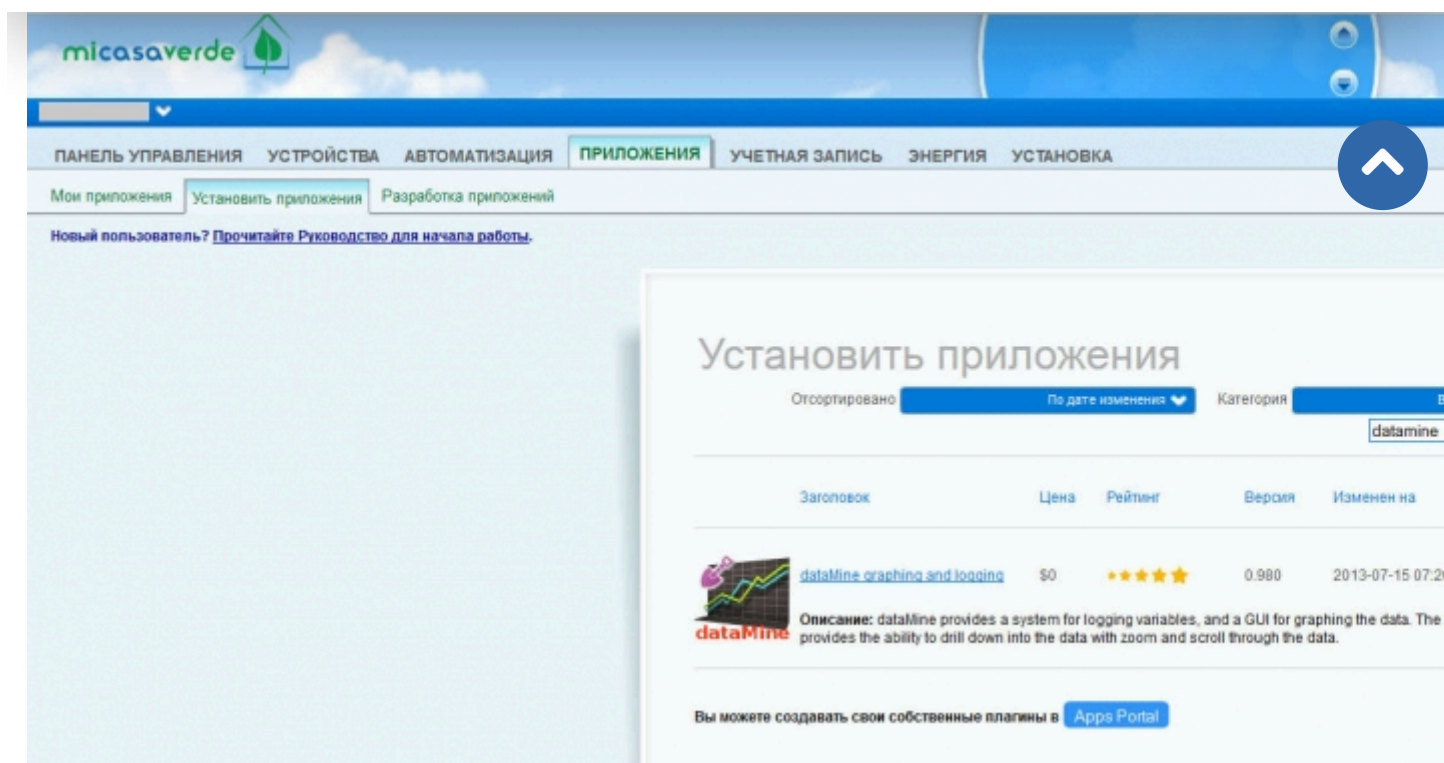 micasaverde
ПАНЕЛЬ УПРАВЛЕНИЯ УСТРОЙСТВА АВТОМАТИЗАЦИЯ ПРИЛОЖЕНИЯ УЧЕТНАЯ ЗАПИСЬ ЭНЕРГИЯ УСТАНОВКА
Мои приложения Установить приложения Разработка приложений
Новый пользователь? Прочитайте Руководство для начала работы.
Установить приложения
Отсортировано По дате изменения Категория В
datamine
Заголовок Цена Рейтинг Версия Изменен на
dataMine graphing and logging $0 0.980 2013-07-15 07:2
Описание: dataMine provides a system for logging variables, and a GUI for graphing the data. The
dataMine provides the ability to drill down into the data with zoom and scroll through the data.
Вы можете создавать свои собственные плагины в Apps Portal